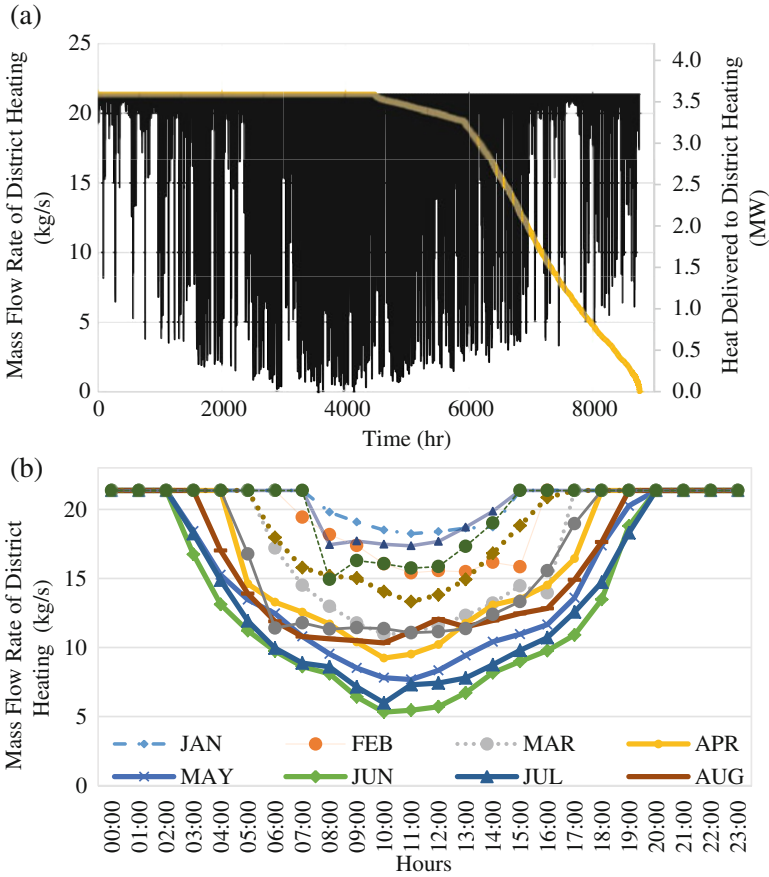 (a)
Mass Flow Rate of District Heating
(kg/s)
25
20
15
10
5
0
4.0
3.5
3.0
2.5
2.0
1.5
1.0
0.5
0.0
Heat Delivered to District Heating
(MW)
0 2000 4000 6000 8000
Time (hr)
(b)
Mass Flow Rate of District
Heating (kg/s)
20
15
10
5
0
JAN FEB MAR APR
MAY JUN JUL AUG
00:00 01:00 02:00 03:00 04:00 05:00 06:00 07:00 08:00 09:00 10:00 11:00 12:00 13:00 14:00 15:00 16:00 17:00 18:00 19:00 20:00 21:00 22:00 23:00
Hours